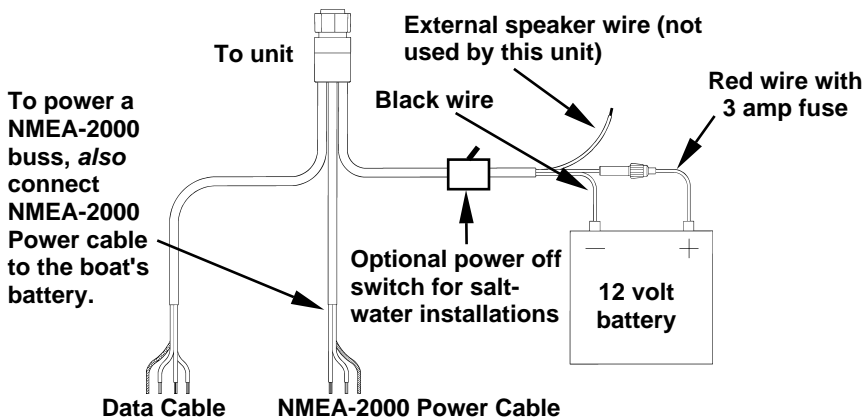 External speaker wire (not
used by this unit)
To unit
Red wire with
3 amp fuse
Black wire
To power a
NMEA-2000
buss, also
connect
NMEA-2000
Power cable
to the boat's
battery.
Optional power off
switch for salt-
water installations
–
+
12 volt
battery
Data Cable
NMEA-2000 Power Cable